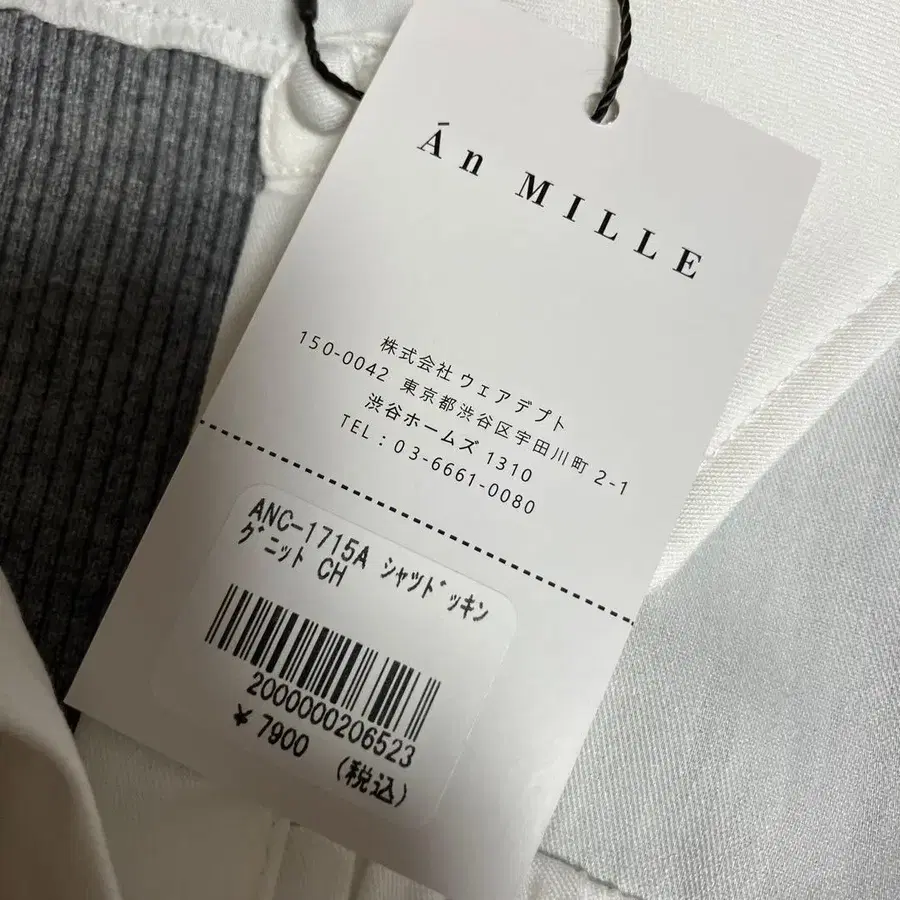 Án MILLE
株式会社 ウェアデプト
150-0042 東京都渋谷区宇田川町 2-1
渋谷ホームズ 1310
TEL : 03-6661-0080
ANC-1715A シャツドッキン
グニット CH
2000000206523
¥ 7900
(税込)